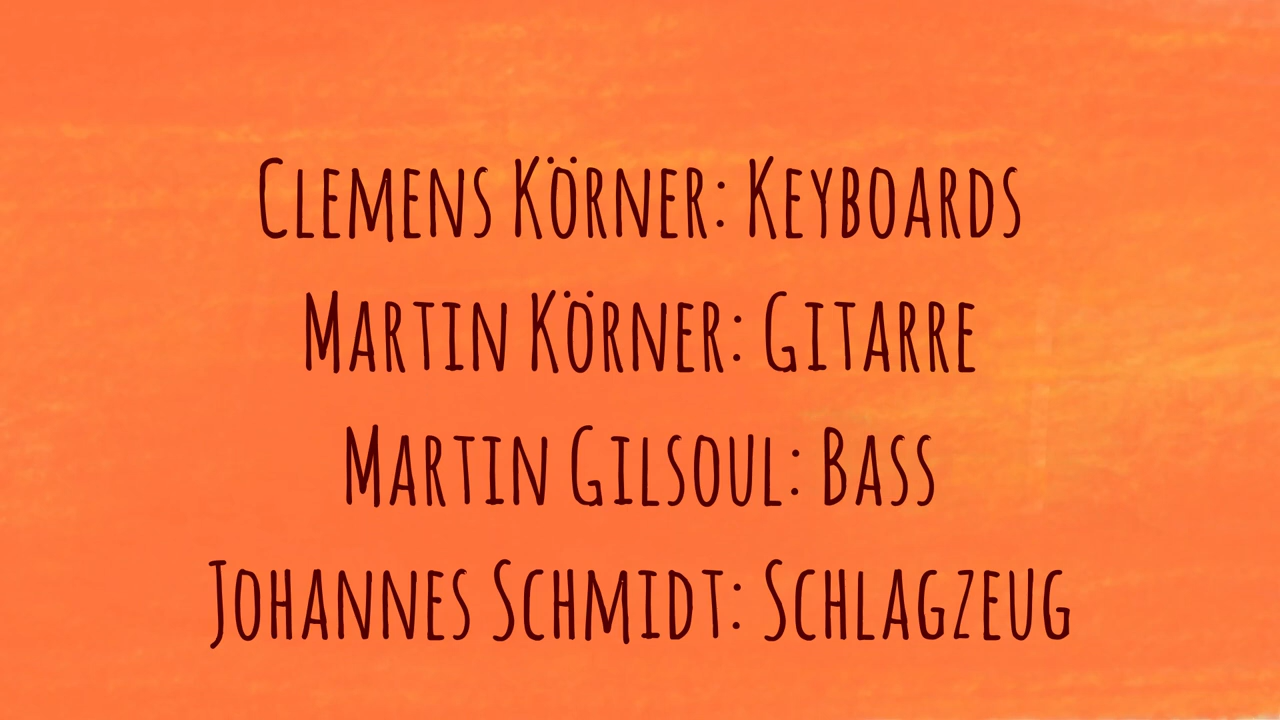 Clemens Körner: Keyboards
Martin Körner: Gitarre
Martin Gilsoul: Bass
Johannes Schmidt: Schlagzeug